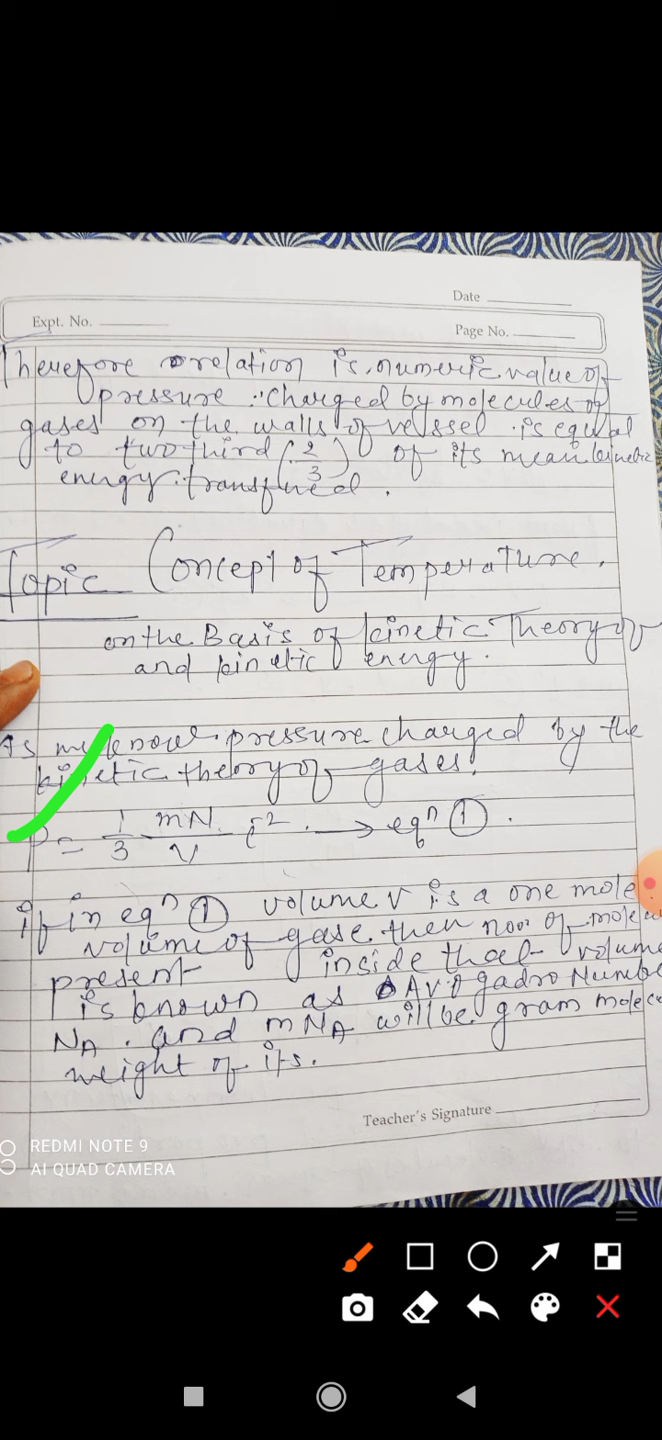 Date
Expt. No.
Page No.
Therefore relation is numeric value of
pressure charged by molecules of
gases on the walls of vessel is equal
to two third (2/3) of its mean kinetic
energy transfured.
Topic Concept of Temperature.
on the Basis of kinetic Theory of
and kinetic energy.
As we know pressure charged by the
kinetic theory of gases.
P = 1/3 mN/V c̄² → eqⁿ ①.
if in eqⁿ ① volume V is a one mole
volume of gase then noo of molecu
present inside that volume
is known as Avogadro Numbe
NA. and mNA will be gram molecu
weight of its.
Teacher's Signature
REDMI NOTE 9
AI QUAD CAMERA